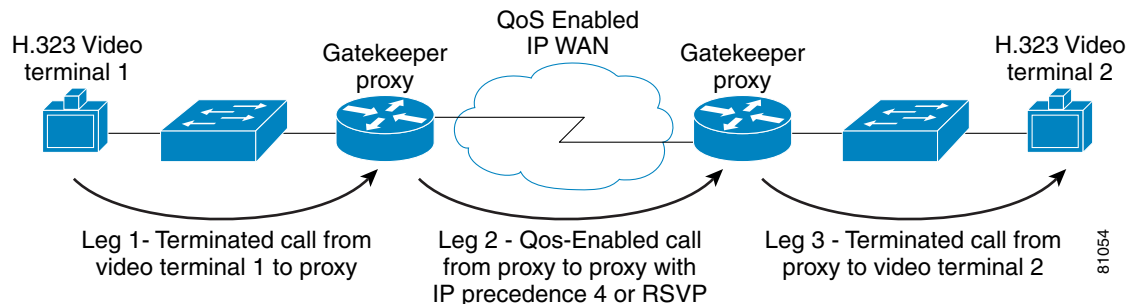 H.323 Video
terminal 1
Gatekeeper
proxy
QoS Enabled
IP WAN
Gatekeeper
proxy
H.323 Video
terminal 2
Leg 1- Terminated call from
video terminal 1 to proxy
Leg 2 - Qos-Enabled call
from proxy to proxy with
IP precedence 4 or RSVP
Leg 3 - Terminated call from
proxy to video terminal 2
81054